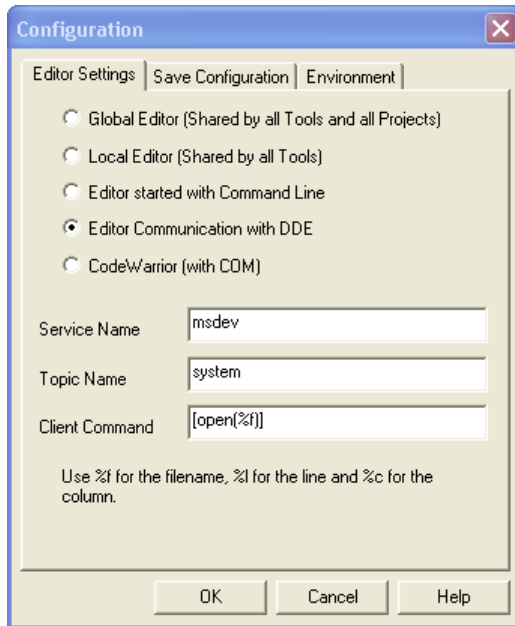 Configuration
Editor Settings
Save Configuration
Environment
Global Editor (Shared by all Tools and all Projects)
Local Editor (Shared by all Tools)
Editor started with Command Line
Editor Communication with DDE
CodeWarrior (with COM)
Service Name
msdev
Topic Name
system
Client Command
[open(%f)]
Use %f for the filename, %l for the line and %c for the
column.
OK
Cancel
Help